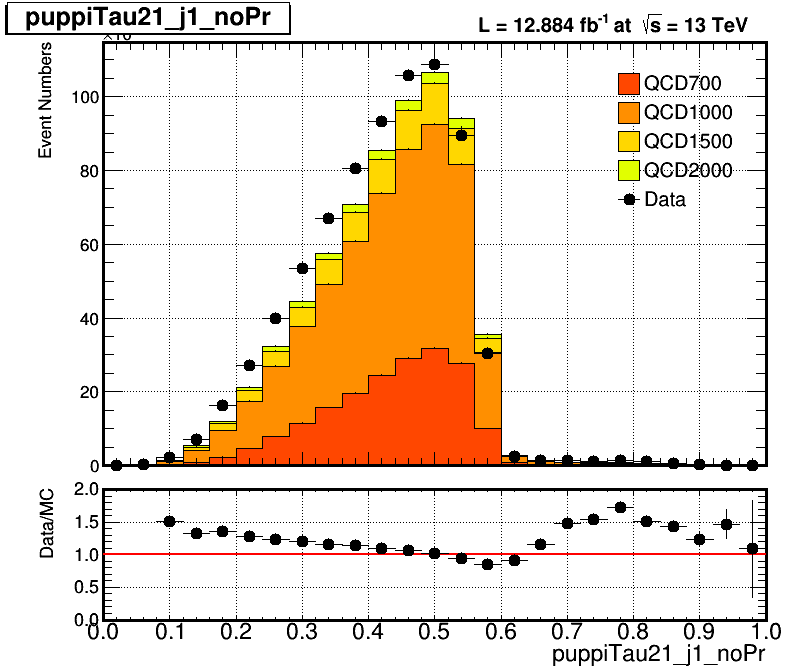 puppiTau21_j1_noPr
L = 12.884 fb-1 at √s = 13 TeV
Event Numbers
100
80
60
40
20
0
QCD700
QCD1000
QCD1500
QCD2000
Data
Data/MC
2.0
1.5
1.0
0.5
0.0
0.0 0.1 0.2 0.3 0.4 0.5 0.6 0.7 0.8 0.9 1.0
puppiTau21_j1_noPr